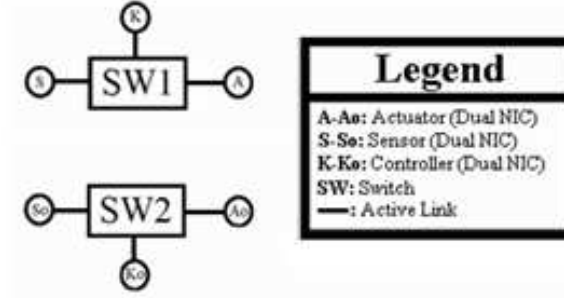 K
S
SW1
A
So
SW2
Ao
Ko
Legend
A-Ao: Actuator (Dual NIC)
S-So: Sensor (Dual NIC)
K-Ko: Controller (Dual NIC)
SW: Switch
——: Active Link